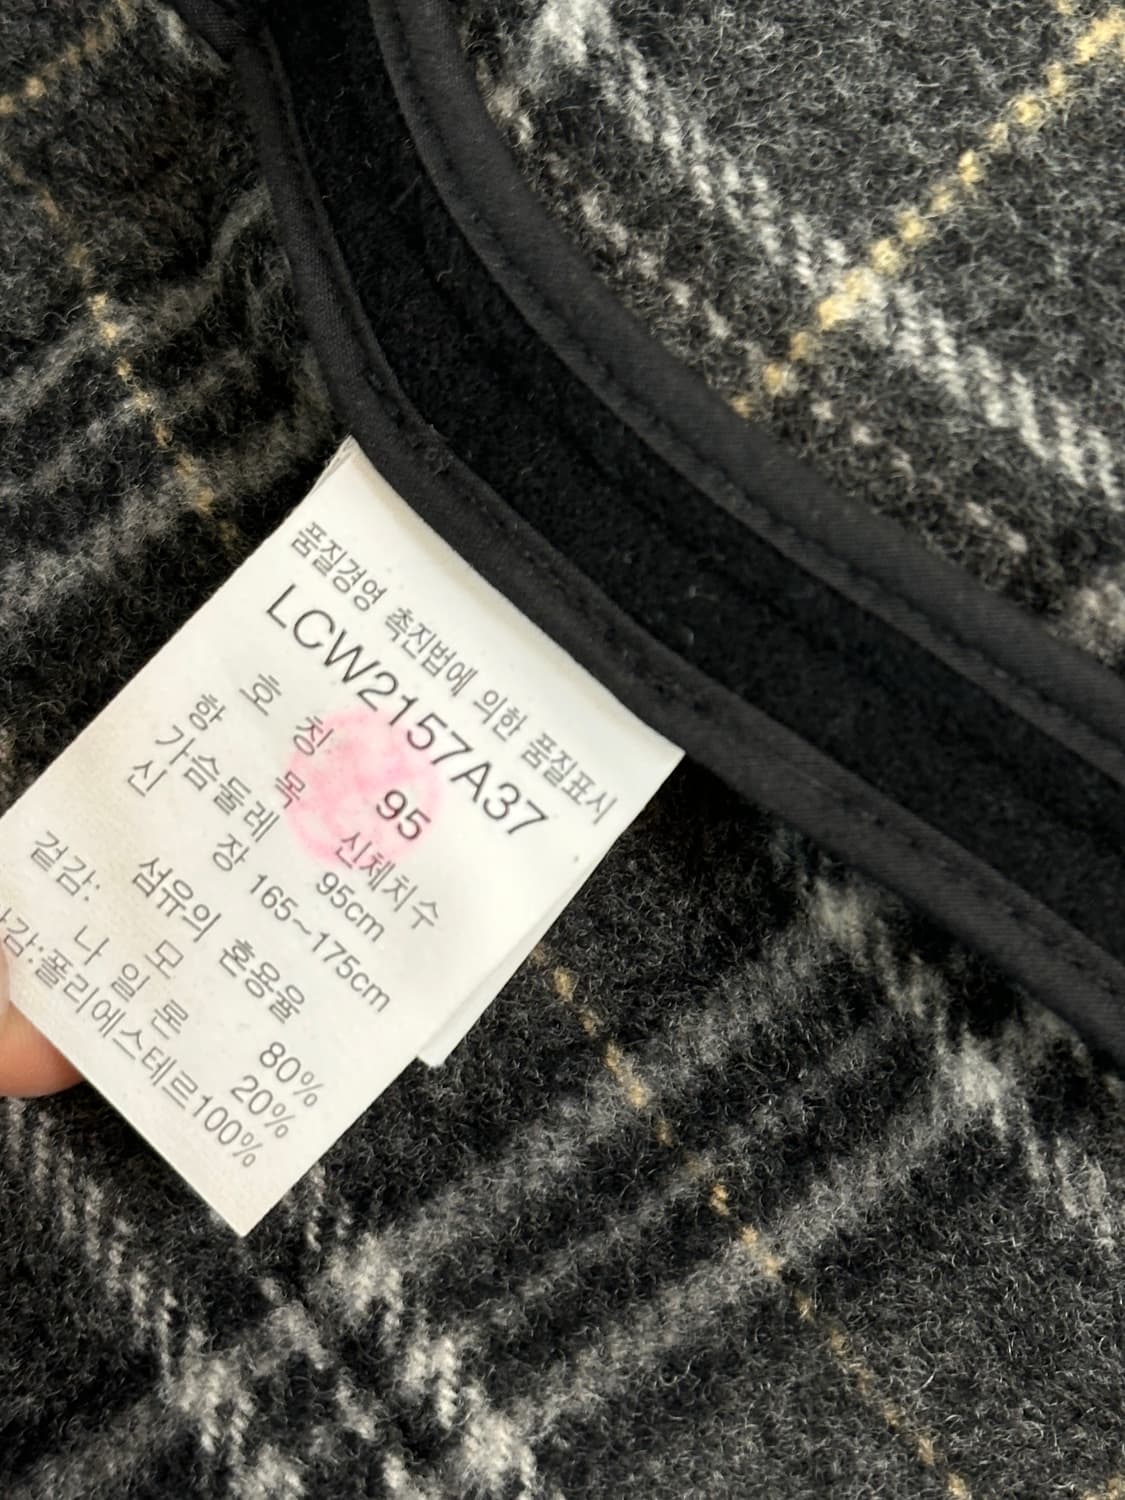 품질경영 촉진법에 의한 품질표시
LCW2157A37
호 칭 95
항 목 신체치수
가슴둘레 95cm
신 장 165~175cm
섬유의 혼용율
겉감: 모 80%
나 일 론 20%
감:폴리에스테르100%